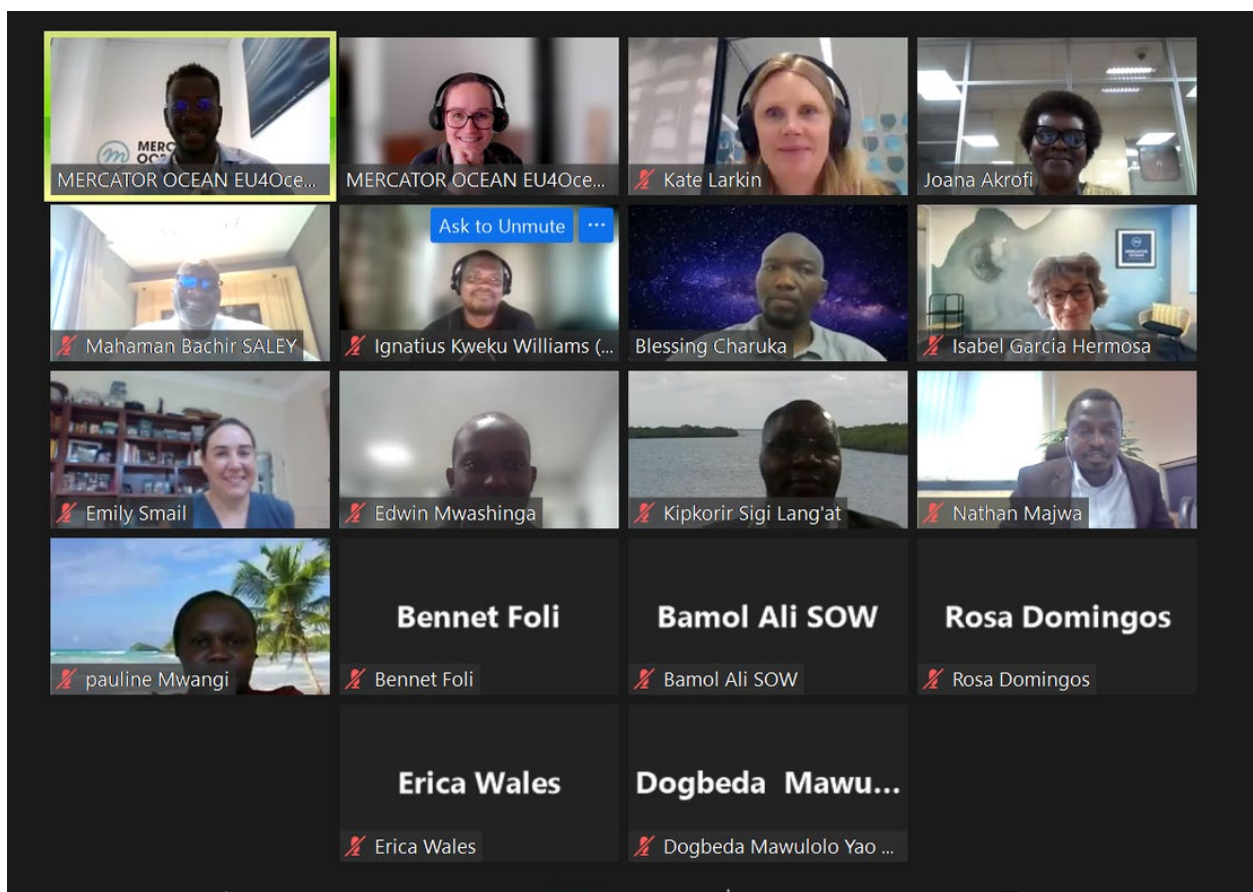 MERCATOR OCEAN EU4Oce...
MERCATOR OCEAN EU4Oce...
Kate Larkin
Joana Akrofi
Ask to Unmute ...
Mahaman Bachir SALEY
Ignatius Kweku Williams (...
Blessing Charuka
MERCATOR
OCEAN
Isabel Garcia Hermosa
Emily Smail
Edwin Mwashinga
Kipkorir Sigi Lang'at
Nathan Majwa
pauline Mwangi
Bennet Foli
Bennet Foli
Bamol Ali SOW
Bamol Ali SOW
Rosa Domingos
Rosa Domingos
Erica Wales
Erica Wales
Dogbeda Mawu...
Dogbeda Mawulolo Yao ...